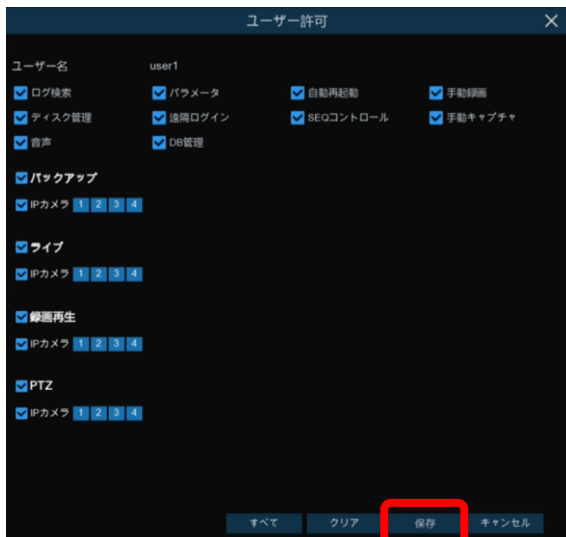 ユーザー許可
ユーザー名 user1
ログ検索 パラメータ 自動再起動 手動録画
ディスク管理 遠隔ログイン SEQコントロール 手動キャプチャ
音声 DB管理
バックアップ
IPカメラ 1 2 3 4
ライブ
IPカメラ 1 2 3 4
録画再生
IPカメラ 1 2 3 4
PTZ
IPカメラ 1 2 3 4
すべて クリア 保存 キャンセル